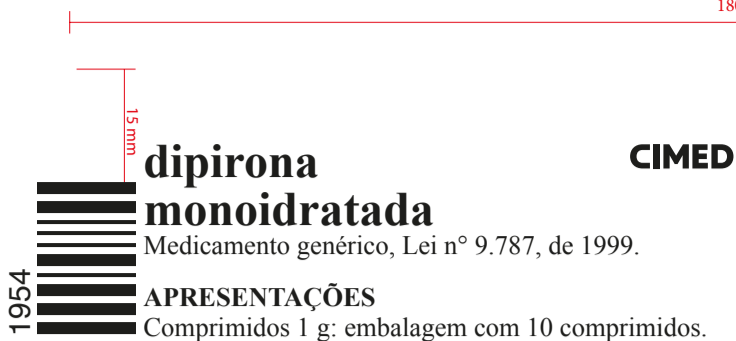 15 mm
dipirona
CIMED
monoidratada
Medicamento genérico, Lei n° 9.787, de 1999.
1954
APRESENTAÇÕES
Comprimidos 1 g: embalagem com 10 comprimidos.